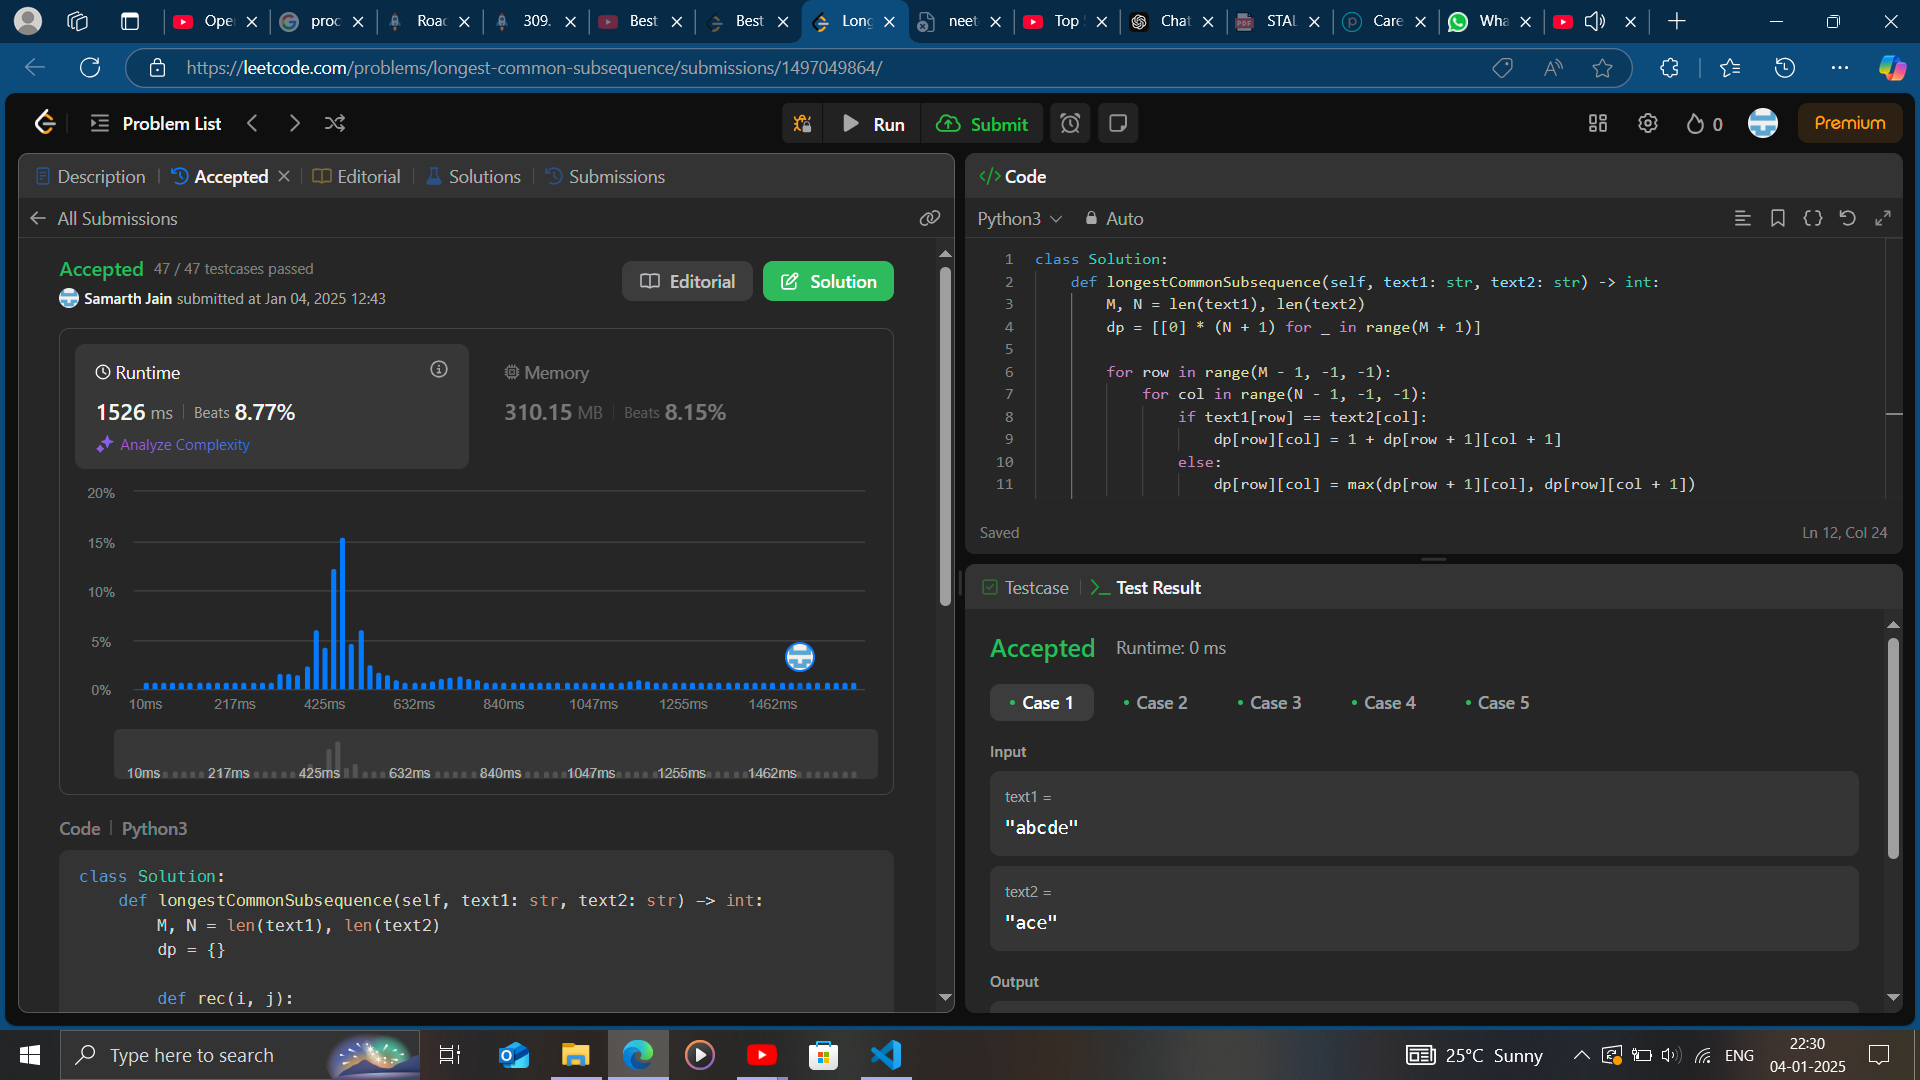 Oper
proc
Road
309.
Best
Best
Long
neet
Top
Chat
STAL
Care
Wha
https://leetcode.com/problems/longest-common-subsequence/submissions/1497049864/
Problem List
Run
Submit
0
Premium
Description
Accepted
Editorial
Solutions
Submissions
All Submissions
Accepted 47 / 47 testcases passed
Samarth Jain submitted at Jan 04, 2025 12:43
Editorial
Solution
Runtime
1526 ms Beats 8.77%
Analyze Complexity
Memory
310.15 MB Beats 8.15%
20%
15%
10%
5%
0%
10ms 217ms 425ms 632ms 840ms 1047ms 1255ms 1462ms
10ms 217ms 425ms 632ms 840ms 1047ms 1255ms 1462ms
Code Python3
class Solution:
    def longestCommonSubsequence(self, text1: str, text2: str) -> int:
        M, N = len(text1), len(text2)
        dp = {}
        def rec(i, j):
Code
Python3 Auto
1 class Solution:
2     def longestCommonSubsequence(self, text1: str, text2: str) -> int:
3         M, N = len(text1), len(text2)
4         dp = [[0] * (N + 1) for _ in range(M + 1)]
5
6         for row in range(M - 1, -1, -1):
7             for col in range(N - 1, -1, -1):
8                 if text1[row] == text2[col]:
9                     dp[row][col] = 1 + dp[row + 1][col + 1]
10                 else:
11                     dp[row][col] = max(dp[row + 1][col], dp[row][col + 1])
Saved
Ln 12, Col 24
Testcase
Test Result
Accepted Runtime: 0 ms
Case 1
Case 2
Case 3
Case 4
Case 5
Input
text1 =
"abcde"
text2 =
"ace"
Output
Type here to search
25°C Sunny
ENG
22:30
04-01-2025